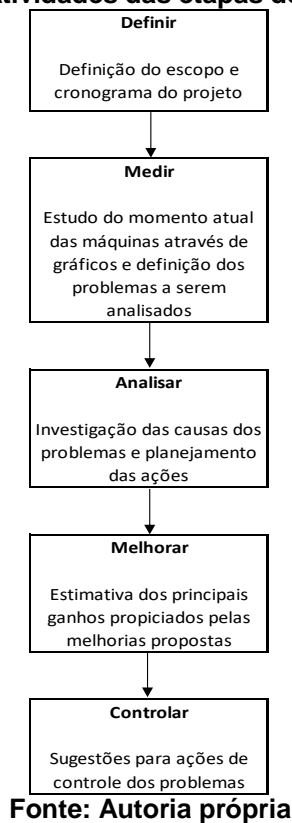 Definir
Definição do escopo e
cronograma do projeto
Medir
Estudo do momento atual
das máquinas através de
gráficos e definição dos
problemas a serem
analisados
Analisar
Investigação das causas dos
problemas e planejamento
das ações
Melhorar
Estimativa dos principais
ganhos propiciados pelas
melhorias propostas
Controlar
Sugestões para ações de
controle dos problemas
Fonte: Autoria própria